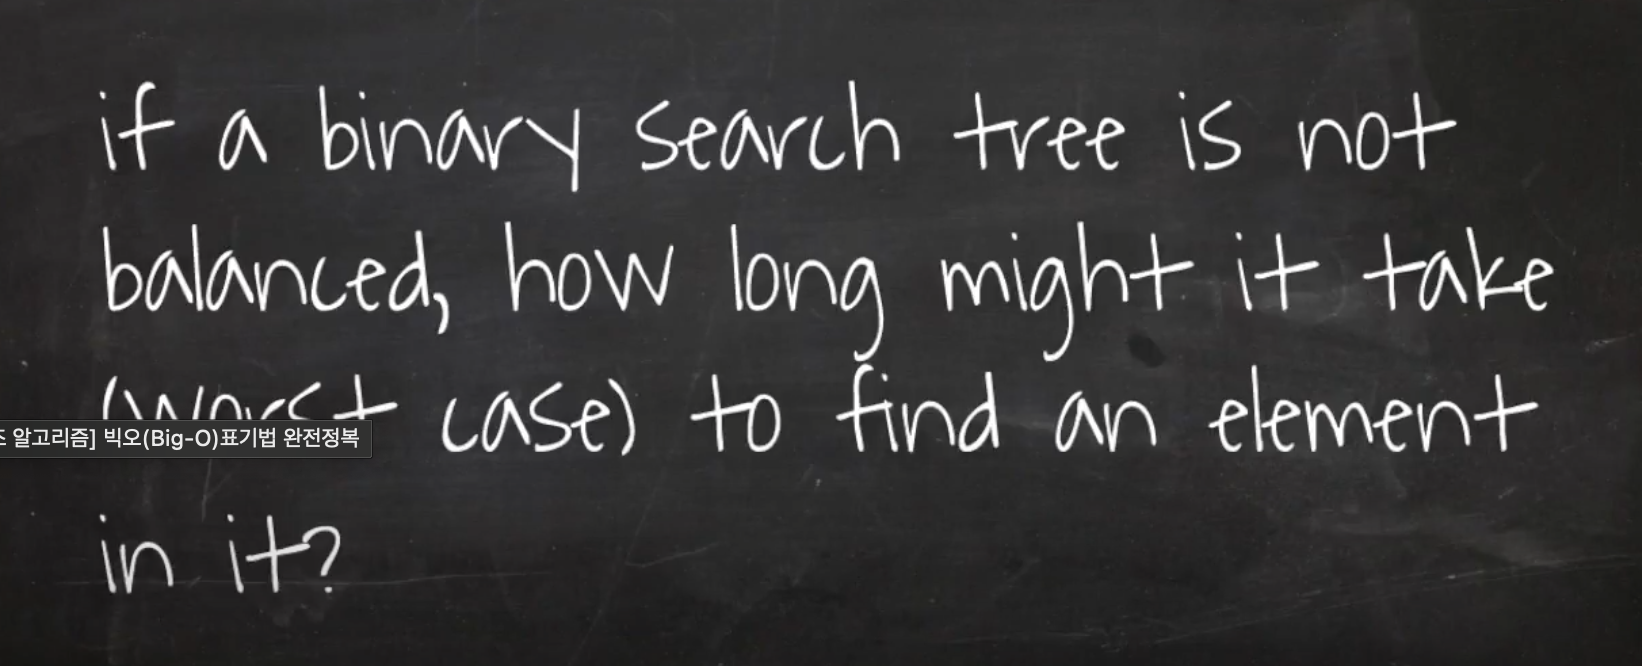 if a binary search tree is not
balanced, how long might it take
(worst case) to find an element
알고리즘] 빅오(Big-O)표기법 완전정복
in it?